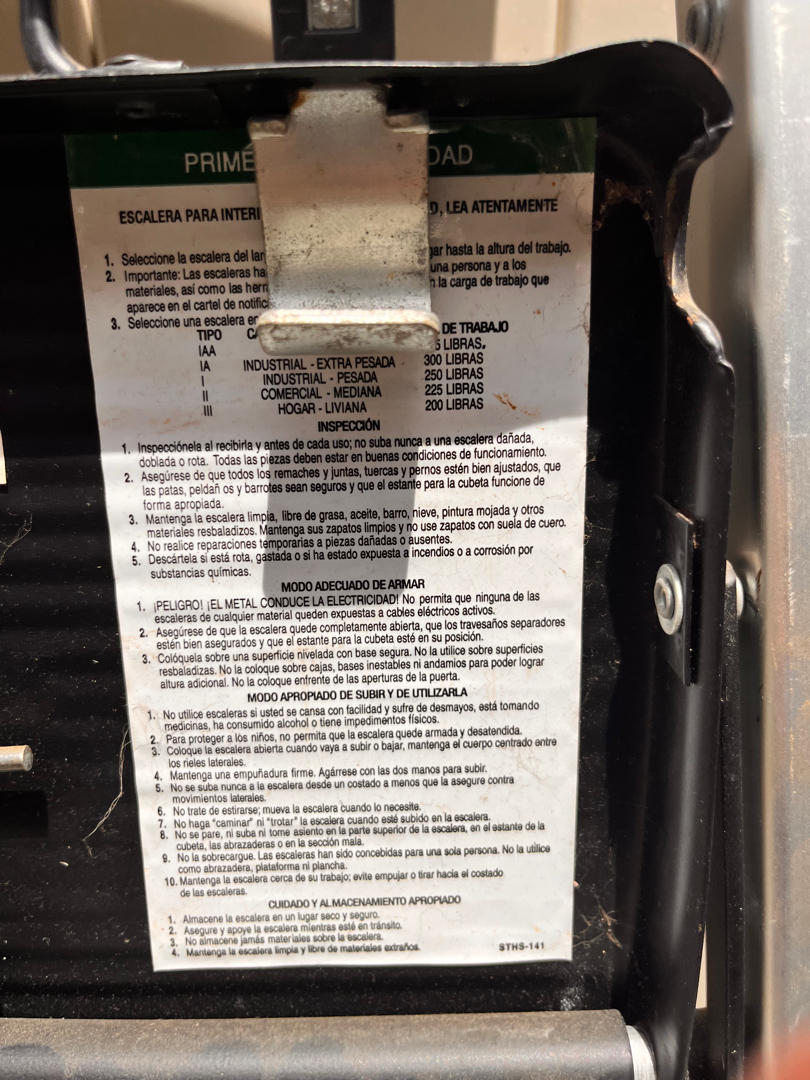 PRIME DAD
ESCALERA PARA INTERI D, LEA ATENTAMENTE
1. Seleccione la escalera del lar gar hasta la altura del trabajo.
2. Importante: Las escaleras ha una persona y a los
materiales, así como las herr la carga de trabajo que
aparece en el cartel de notific
3. Seleccione una escalera
TIPO DE TRABAJO
IAA 5 LIBRAS.
IA INDUSTRIAL - EXTRA PESADA 300 LIBRAS
I INDUSTRIAL - PESADA 250 LIBRAS
II COMERCIAL - MEDIANA 225 LIBRAS
III HOGAR - LIVIANA 200 LIBRAS
INSPECCIÓN
1. Inspecciónela al recibirla y antes de cada uso; no suba nunca a una escalera dañada,
doblada o rota. Todas las piezas deben estar en buenas condiciones de funcionamiento.
2. Asegúrese de que todos los remaches y juntas, tuercas y pernos estén bien ajustados, que
las patas, peldañ os y barrotes sean seguros y que el estante para la cubeta funcione de
forma apropiada.
3. Mantenga la escalera limpia, libre de grasa, aceite, barro, nieve, pintura mojada y otros
materiales resbaladizos. Mantenga sus zapatos limpios y no use zapatos con suela de cuero.
4. No realice reparaciones temporarias a piezas dañadas o ausentes.
5. Descártela si está rota, gastada o si ha estado expuesta a incendios o a corrosión por
substancias químicas.
MODO ADECUADO DE ARMAR
1. ¡PELIGRO! ¡EL METAL CONDUCE LA ELECTRICIDAD! No permita que ninguna de las
escaleras de cualquier material queden expuestas a cables eléctricos activos.
2. Asegúrese de que la escalera quede completamente abierta, que los travesaños separadores
estén bien asegurados y que el estante para la cubeta esté en su posición.
3. Colóquela sobre una superficie nivelada con base segura. No la utilice sobre superficies
resbaladizas. No la coloque sobre cajas, bases inestables ni andamios para poder lograr
altura adicional. No la coloque enfrente de las aperturas de la puerta.
MODO APROPIADO DE SUBIR Y DE UTILIZARLA
1. No utilice escaleras si usted se cansa con facilidad y sufre de desmayos, está tomando
medicinas, ha consumido alcohol o tiene impedimentos físicos.
2. Para proteger a los niños, no permita que la escalera quede armada y desatendida.
3. Coloque la escalera abierta cuando vaya a subir o bajar, mantenga el cuerpo centrado entre
los rieles laterales.
4. Mantenga una empuñadura firme. Agárrese con las dos manos para subir.
5. No se suba nunca a la escalera desde un costado a menos que la asegure contra
movimientos laterales.
6. No trate de estirarse; mueva la escalera cuando lo necesite.
7. No haga "caminar" ni "trotar" la escalera cuando esté subido en la escalera.
8. No se pare, ni suba ni tome asiento en la parte superior de la escalera, en el estante de la
cubeta, las abrazaderas o en la sección mala.
9. No la sobrecargue. Las escaleras han sido concebidas para una sola persona. No la utilice
como abrazadera, plataforma ni plancha.
10. Mantenga la escalera cerca de su trabajo; evite empujar o tirar hacia el costado
de las escaleras.
CUIDADO Y ALMACENAMIENTO APROPIADO
1. Almacene la escalera en un lugar seco y seguro.
2. Asegure y apoye la escalera mientras esté en tránsito.
3. No almacene jamás materiales sobre la escalera.
4. Mantenga la escalera limpia y libre de materiales extraños. STHS-141